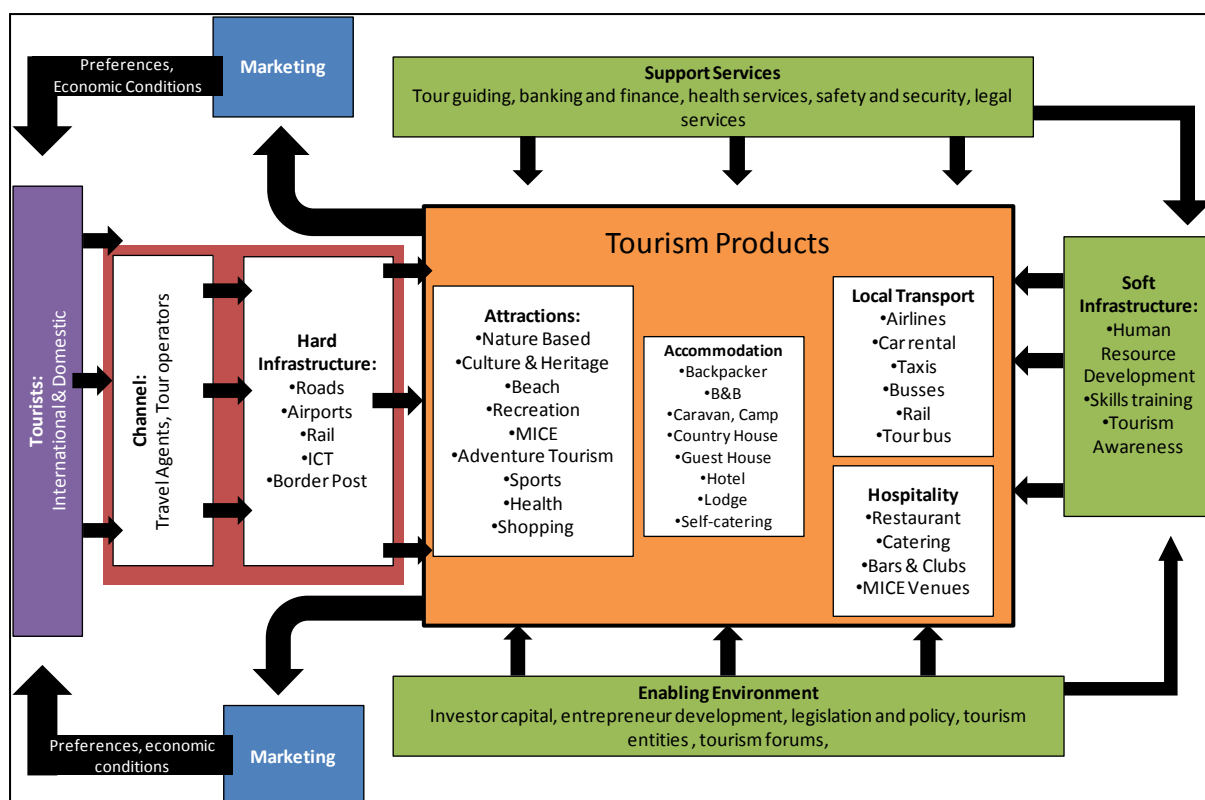 Preferences,
Economic Conditions
Marketing
Support Services
Tour guiding, banking and finance, health services, safety and security, legal
services
Tourists:
International & Domestic
Channel:
Travel Agents, Tour operators
Hard
Infrastructure:
•Roads
•Airports
•Rail
•ICT
•Border Post
Tourism Products
Attractions:
•Nature Based
•Culture & Heritage
•Beach
•Recreation
•MICE
•Adventure Tourism
•Sports
•Health
•Shopping
Accommodation
•Backpacker
•B&B
•Caravan, Camp
•Country House
•Guest House
•Hotel
•Lodge
•Self-catering
Local Transport
•Airlines
•Car rental
•Taxis
•Busses
•Rail
•Tour bus
Hospitality
•Restaurant
•Catering
•Bars & Clubs
•MICE Venues
Soft
Infrastructure:
•Human
Resource
Development
•Skills training
•Tourism
Awareness
Enabling Environment
Investor capital, entrepreneur development, legislation and policy, tourism
entities , tourism forums,
Preferences, economic
conditions
Marketing